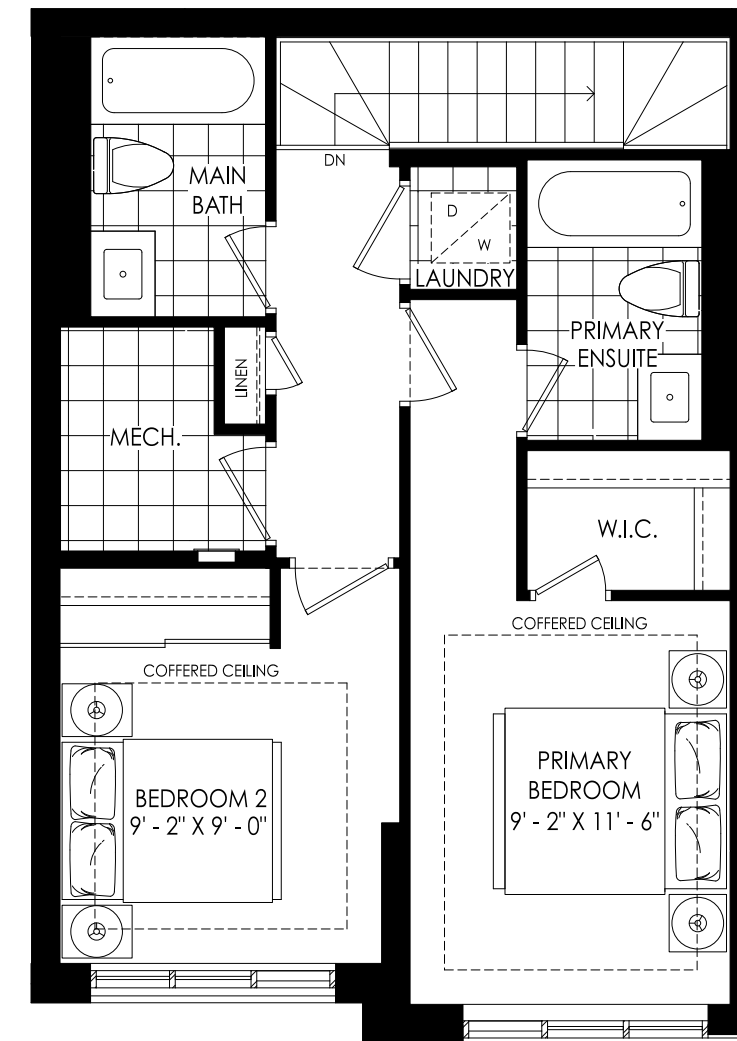 DN
MAIN
BATH
D
W
LAUNDRY
PRIMARY
ENSUITE
LINEN
MECH.
W.I.C.
COFFERED CEILING
COFFERED CEILING
PRIMARY
BEDROOM
9' - 2" X 11' - 6"
BEDROOM 2
9' - 2" X 9' - 0"